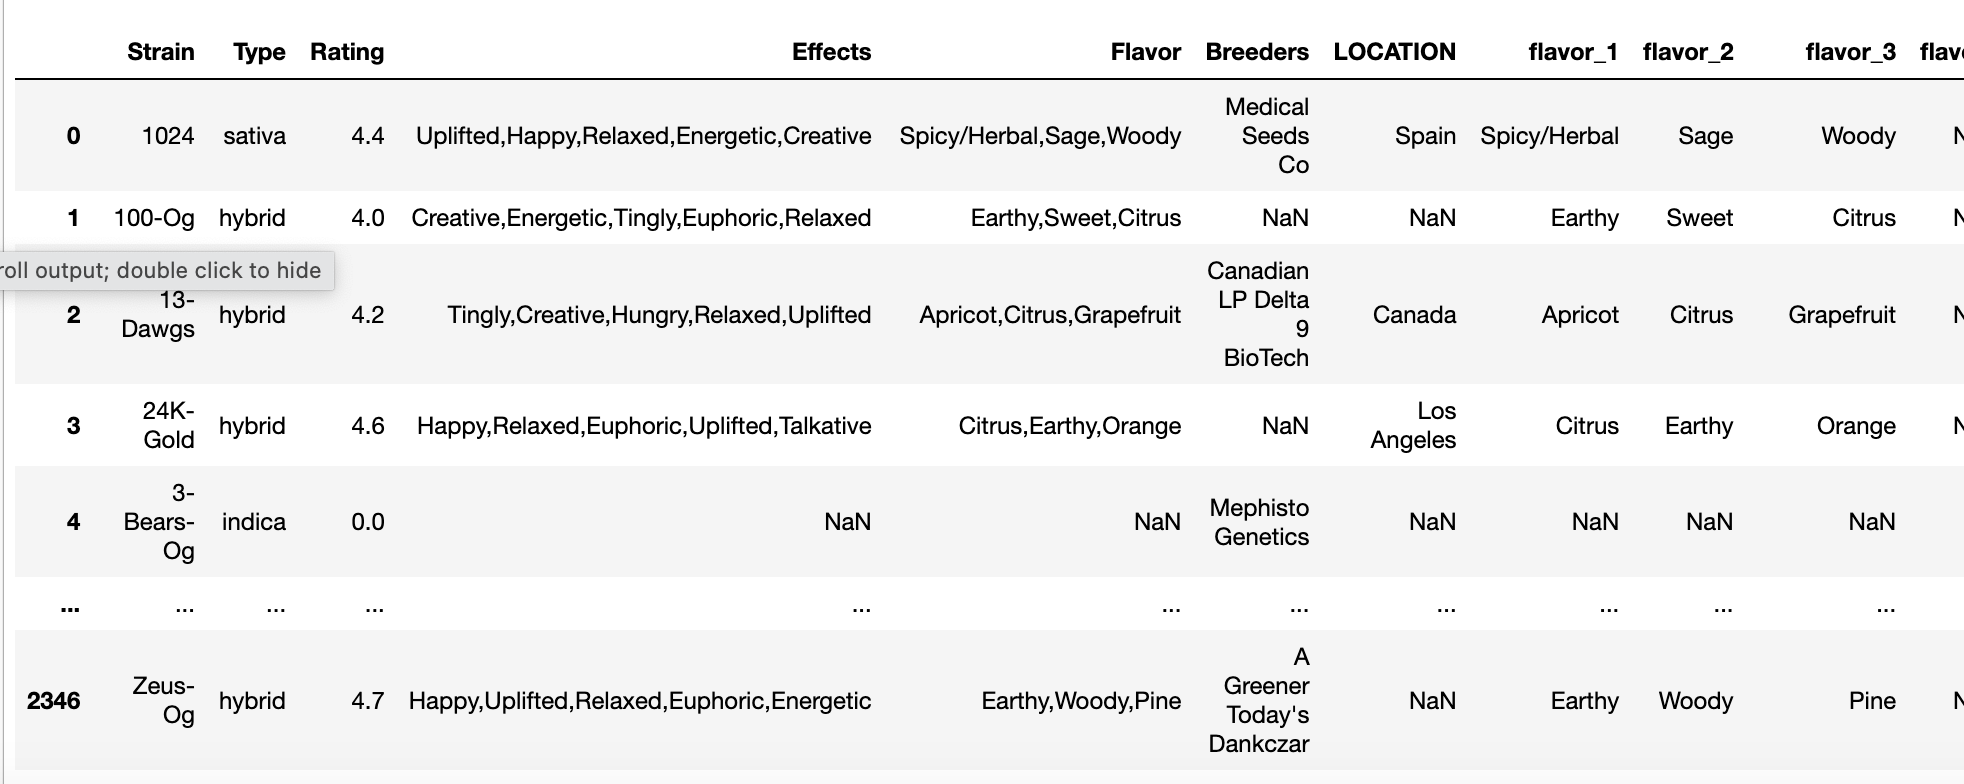 Strain Type Rating Effects Flavor Breeders LOCATION flavor_1 flavor_2 flavor_3
0 1024 sativa 4.4 Uplifted,Happy,Relaxed,Energetic,Creative Spicy/Herbal,Sage,Woody Medical Seeds Co Spain Spicy/Herbal Sage Woody
1 100-Og hybrid 4.0 Creative,Energetic,Tingly,Euphoric,Relaxed Earthy,Sweet,Citrus NaN NaN Earthy Sweet Citrus
roll output; double click to hide
2 13-Dawgs hybrid 4.2 Tingly,Creative,Hungry,Relaxed,Uplifted Apricot,Citrus,Grapefruit Canadian LP Delta 9 BioTech Canada Apricot Citrus Grapefruit
3 24K-Gold hybrid 4.6 Happy,Relaxed,Euphoric,Uplifted,Talkative Citrus,Earthy,Orange NaN Los Angeles Citrus Earthy Orange
4 3-Bears-Og indica 0.0 NaN NaN Mephisto Genetics NaN NaN NaN NaN
... ... ... ... ... ... ... ... ... ... ...
2346 Zeus-Og hybrid 4.7 Happy,Uplifted,Relaxed,Euphoric,Energetic Earthy,Woody,Pine A Greener Today's Dankczar NaN Earthy Woody Pine